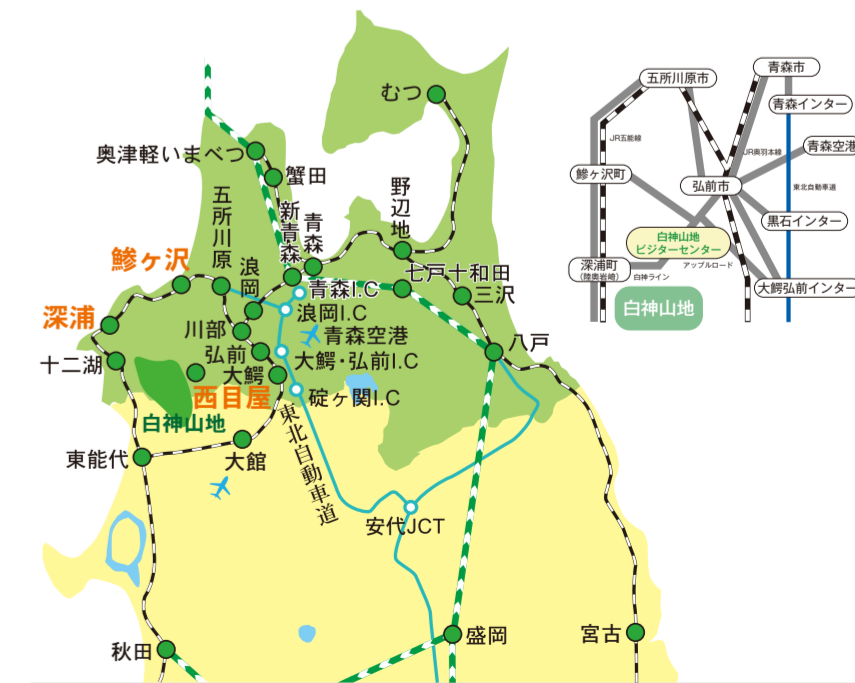 むつ
奥津軽いまべつ
蟹田
五所川原
新青森
青森
野辺地
鰺ヶ沢
浪岡
七戸十和田
青森I.C
三沢
深浦
浪岡I.C
川部
青森空港
八戸
十二湖
弘前
大鰐・弘前I.C
大鰐
西目屋
碇ヶ関I.C
白神山地
東北自動車道
東能代
大館
安代JCT
盛岡
宮古
秋田
青森市
五所川原市
青森インター
JR五能線
JR奥羽本線
青森空港
鰺ヶ沢町
弘前市
東北自動車道
黒石インター
白神山地
ビジターセンター
アップルロード
深浦町
(陸奥岩崎)
白神ライン
大鰐弘前インター
白神山地